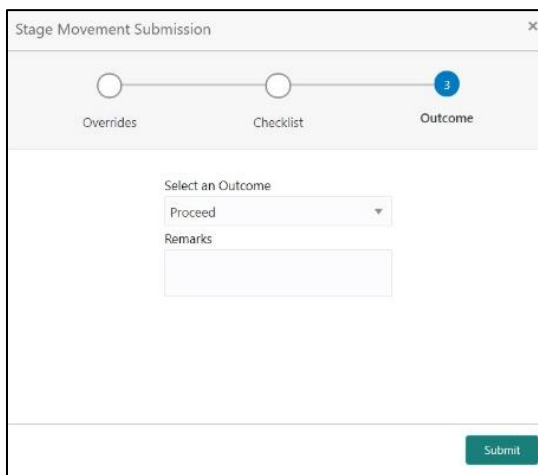 Stage Movement Submission
×
3
Overrides
Checklist
Outcome
Select an Outcome
Proceed
Remarks
Submit